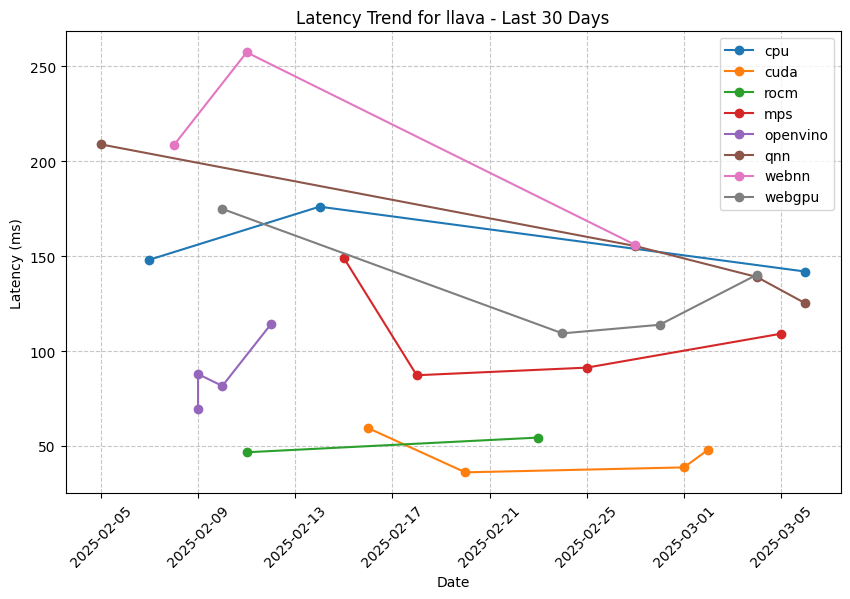 Latency Trend for llava - Last 30 Days
cpu
cuda
rocm
mps
openvino
qnn
webnn
webgpu
Latency (ms)
250
200
150
100
50
2025-02-05
2025-02-09
2025-02-13
2025-02-17
2025-02-21
2025-02-25
2025-03-01
2025-03-05
Date